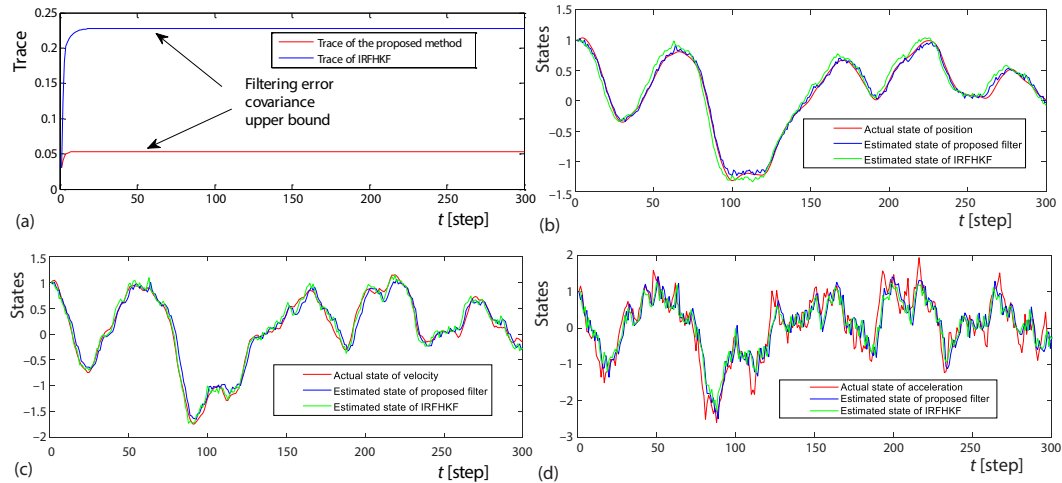 0.25
0.2
0.15
0.1
0.05
0
Trace
Trace of the proposed method
Trace of IRFHKF
Filtering error
covariance
upper bound
0 50 100 150 200 250 300
t [step]
(a)
1.5
1
0.5
0
−0.5
−1
−1.5
States
Actual state of position
Estimated state of proposed filter
Estimated state of IRFHKF
0 50 100 150 200 250 300
t [step]
(b)
1.5
1
0.5
0
−0.5
−1
−1.5
−2
States
Actual state of velocity
Estimated state of proposed filter
Estimated state of IRFHKF
0 50 100 150 200 250 300
t [step]
(c)
2
1
0
−1
−2
−3
States
Actual state of acceleration
Estimated state of proposed filter
Estimated state of IRFHKF
0 50 100 150 200 250 300
t [step]
(d)